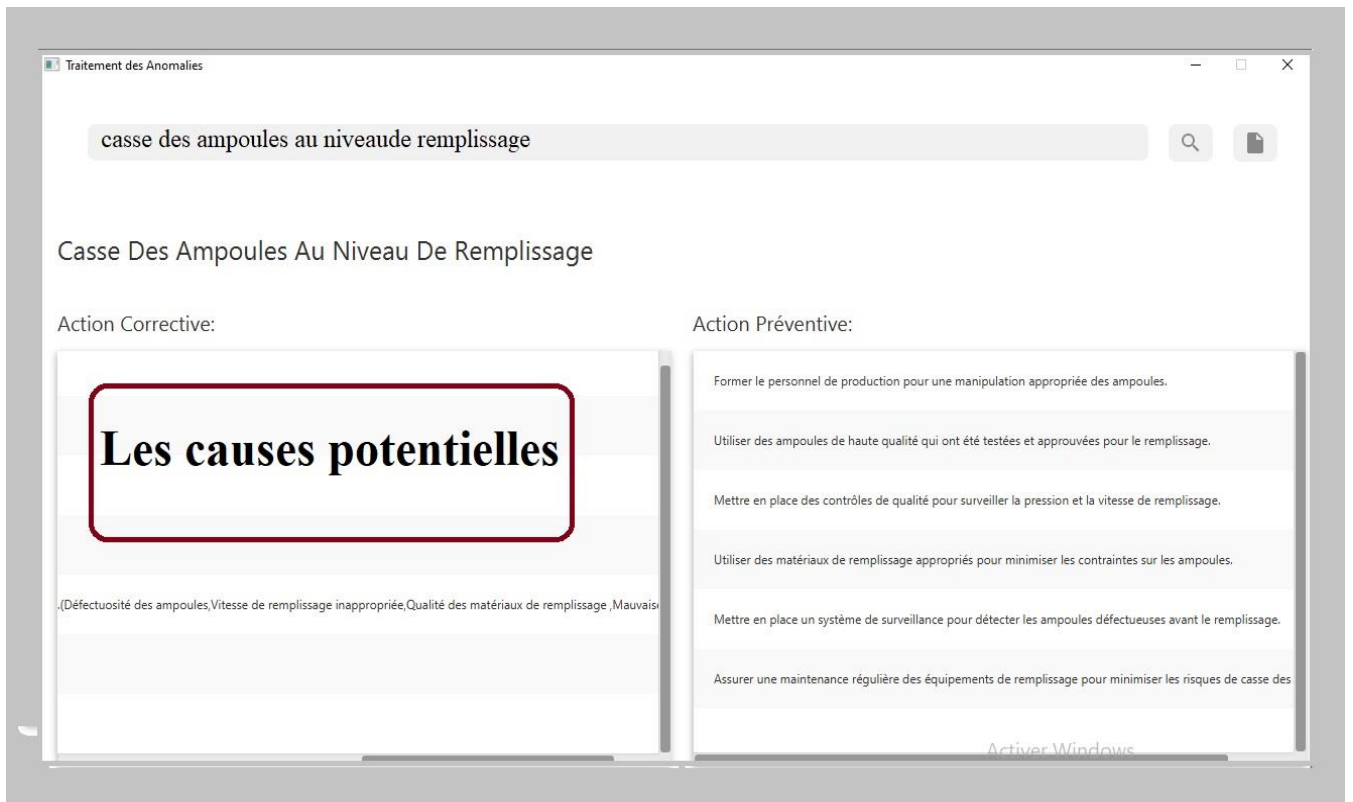 Traitement des Anomalies
casse des ampoules au niveaude remplissage
Casse Des Ampoules Au Niveau De Remplissage
Action Corrective:
Les causes potentielles
.(Défectuosité des ampoules,Vitesse de remplissage inappropriée,Qualité des matériaux de remplissage ,Mauvaise
Action Préventive:
Former le personnel de production pour une manipulation appropriée des ampoules.
Utiliser des ampoules de haute qualité qui ont été testées et approuvées pour le remplissage.
Mettre en place des contrôles de qualité pour surveiller la pression et la vitesse de remplissage.
Utiliser des matériaux de remplissage appropriés pour minimiser les contraintes sur les ampoules.
Mettre en place un système de surveillance pour détecter les ampoules défectueuses avant le remplissage.
Assurer une maintenance régulière des équipements de remplissage pour minimiser les risques de casse des
Activer Windows